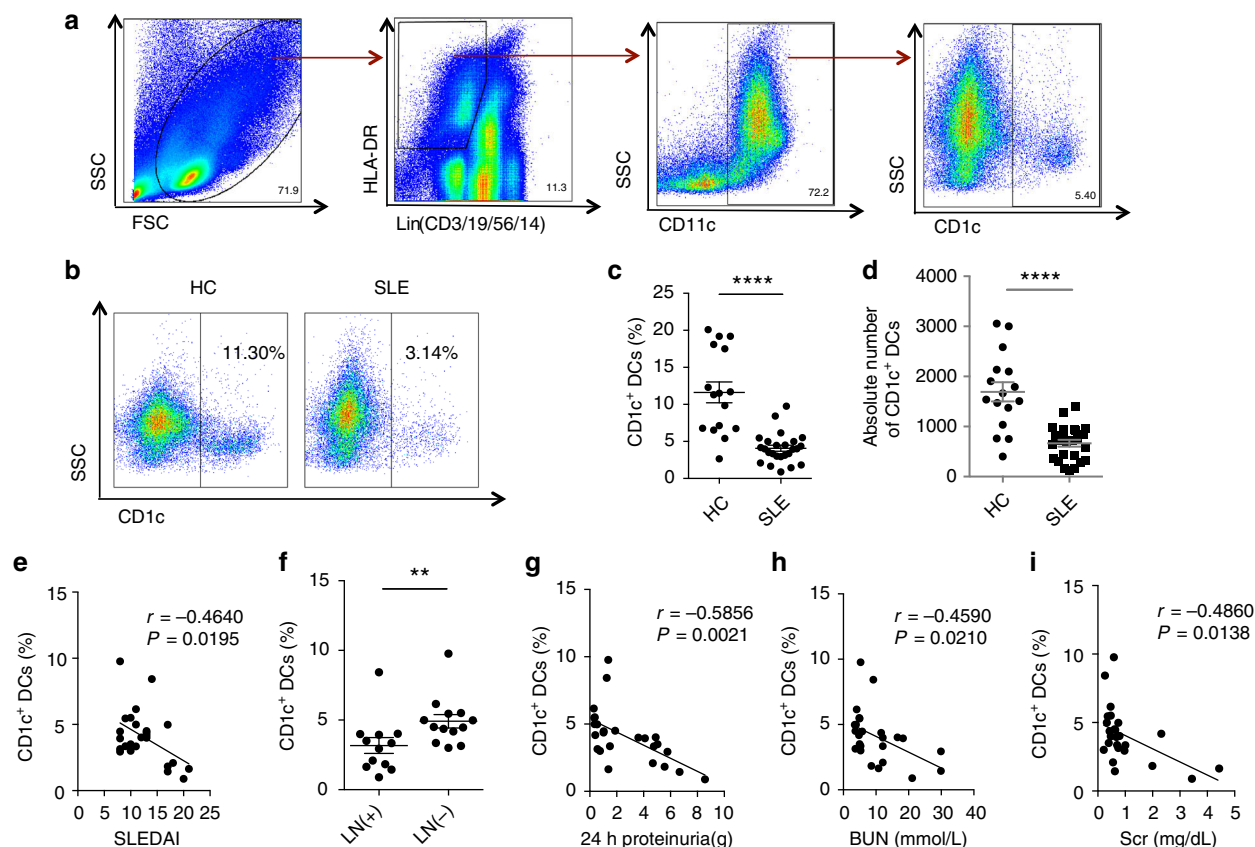 a
SSC
71.9
FSC
HLA-DR
11.3
Lin(CD3/19/56/14)
SSC
72.2
CD11c
SSC
5.40
CD1c
b
HC
SLE
SSC
11.30%
3.14%
CD1c
c
****
CD1c+ DCs (%)
25
20
15
10
5
0
HC
SLE
d
****
Absolute number
of CD1c+ DCs
4000
3000
2000
1000
0
HC
SLE
e
CD1c+ DCs (%)
15
10
5
0
r = –0.4640
P = 0.0195
0 5 10 15 20 25
SLEDAI
f
**
CD1c+ DCs (%)
15
10
5
0
LN(+)
LN(–)
g
CD1c+ DCs (%)
15
10
5
0
r = –0.5856
P = 0.0021
0 2 4 6 8 10
24 h proteinuria(g)
h
CD1c+ DCs (%)
15
10
5
0
r = –0.4590
P = 0.0210
0 10 20 30 40
BUN (mmol/L)
i
CD1c+ DCs (%)
15
10
5
0
r = –0.4860
P = 0.0138
0 1 2 3 4 5
Scr (mg/dL)